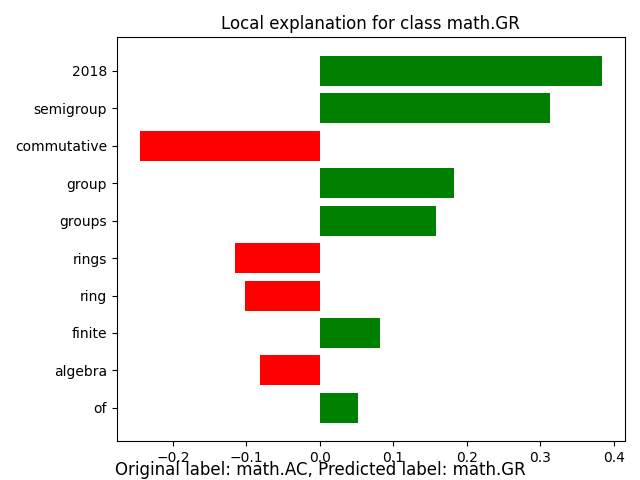 Local explanation for class math.GR
2018
semigroup
commutative
group
groups
rings
ring
finite
algebra
of
−0.2 −0.1 0.0 0.1 0.2 0.3 0.4
Original label: math.AC, Predicted label: math.GR